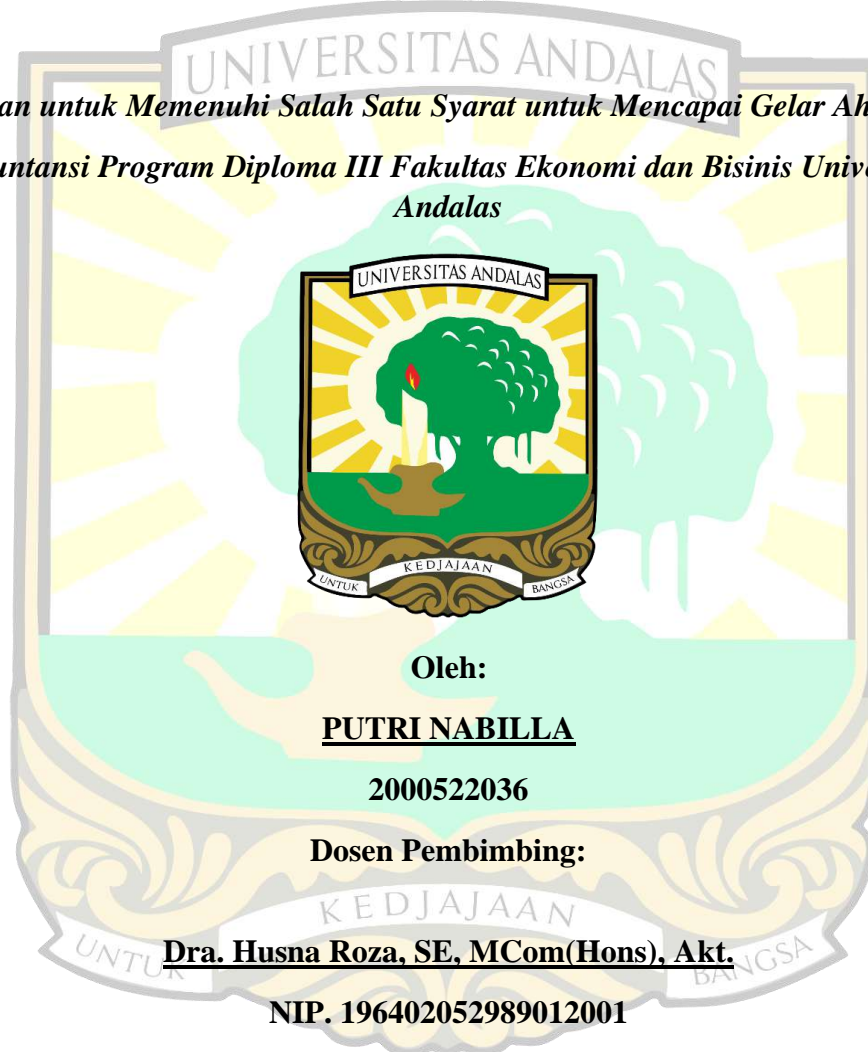 UNIVERSITAS ANDALAS
an untuk Memenuhi Salah Satu Syarat untuk Mencapai Gelar Ah
untansi Program Diploma III Fakultas Ekonomi dan Bisinis Unive
Andalas
UNIVERSITAS ANDALAS
KEDJAJAAN
UNTUK BANGSA
Oleh:
PUTRI NABILLA
2000522036
Dosen Pembimbing:
KEDJAJAAN
Dra. Husna Roza, SE, MCom(Hons), Akt.
UNTUK BANGSA
NIP. 196402052989012001